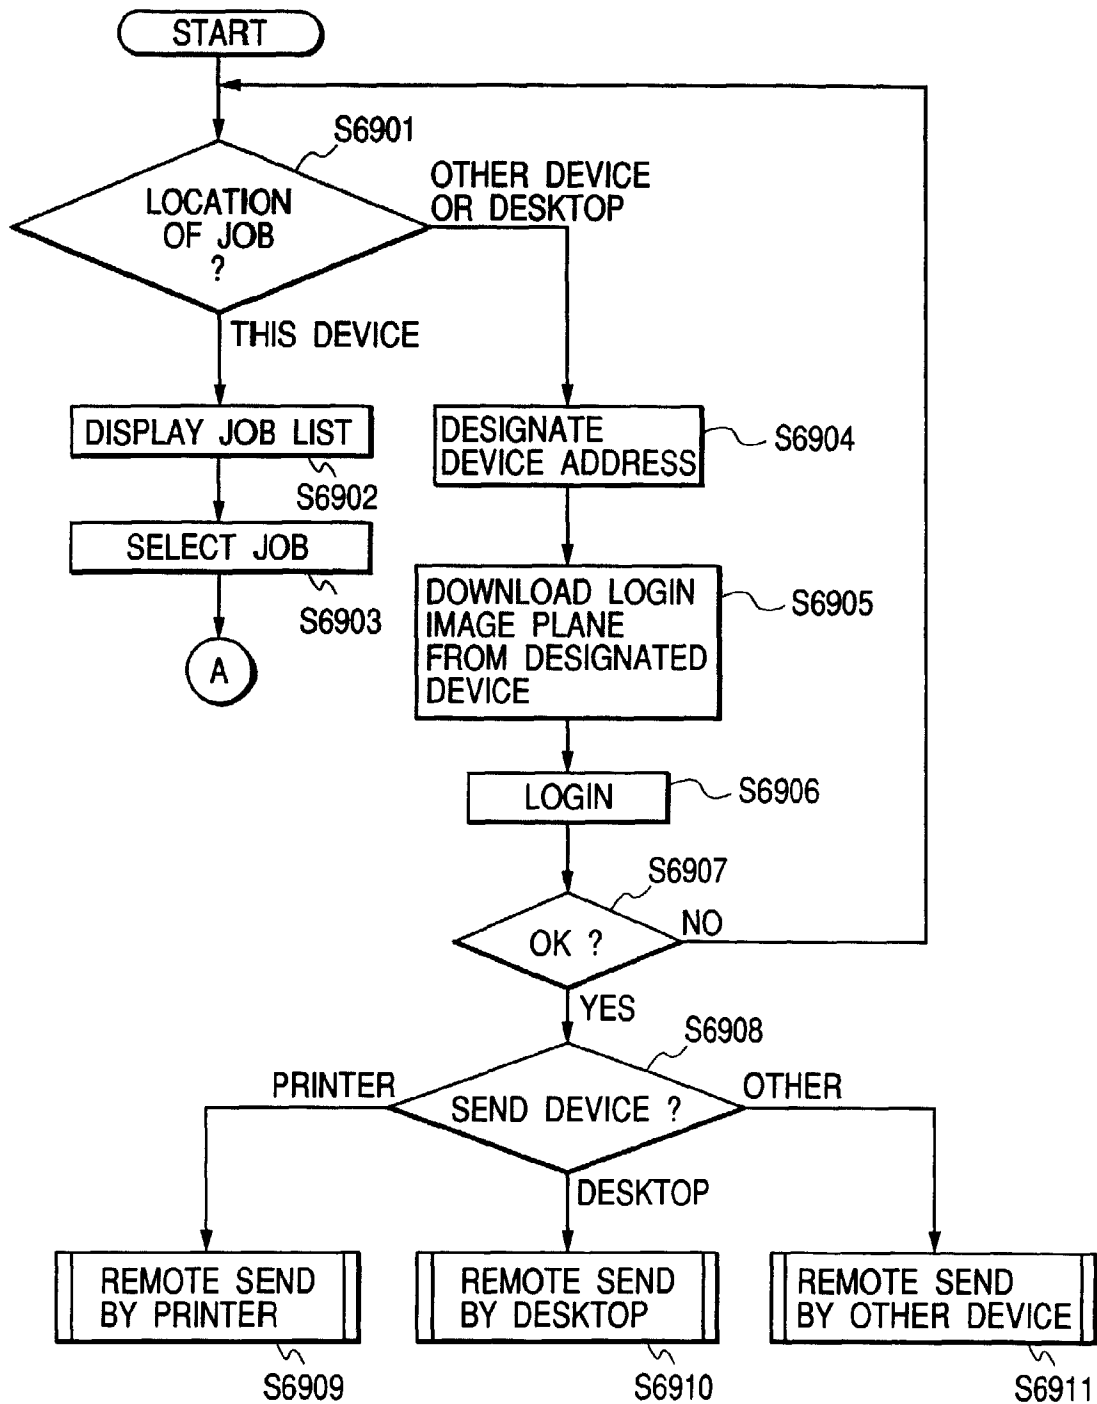 START
S6901
LOCATION
OF JOB
?
OTHER DEVICE
OR DESKTOP
THIS DEVICE
DISPLAY JOB LIST
S6902
SELECT JOB
S6903
A
DESIGNATE
DEVICE ADDRESS
S6904
DOWNLOAD LOGIN
IMAGE PLANE
FROM DESIGNATED
DEVICE
S6905
LOGIN
S6906
S6907
OK ?
NO
YES
S6908
SEND DEVICE ?
PRINTER
OTHER
DESKTOP
REMOTE SEND
BY PRINTER
S6909
REMOTE SEND
BY DESKTOP
S6910
REMOTE SEND
BY OTHER DEVICE
S6911